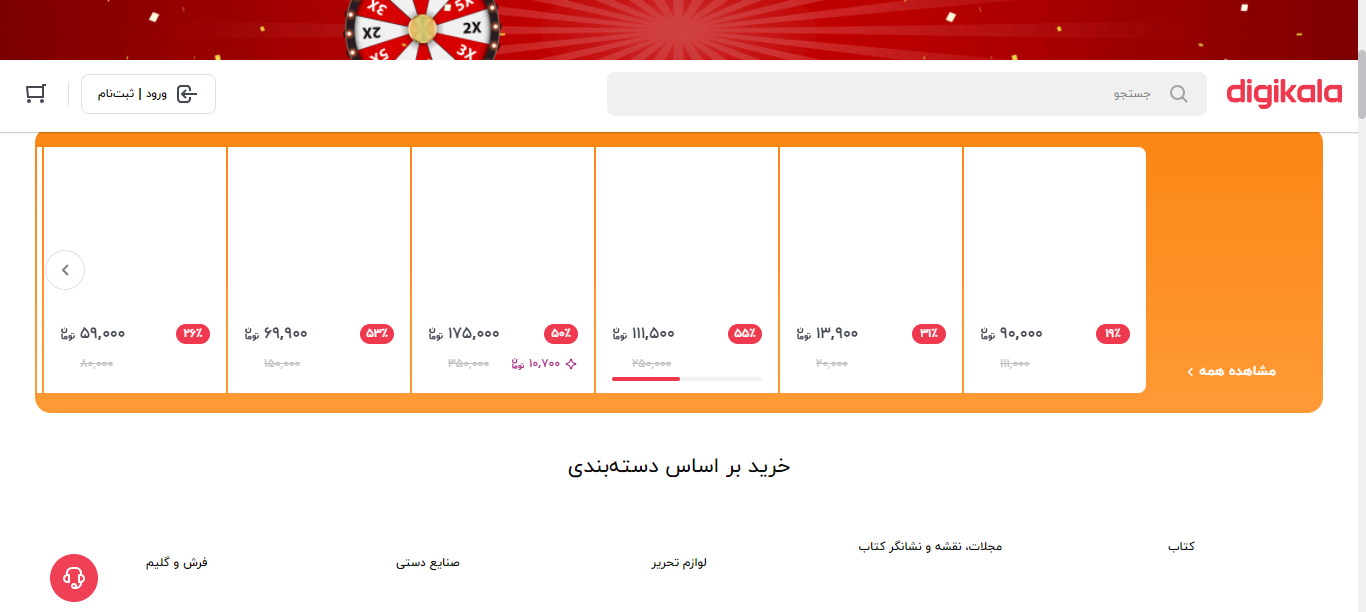 5X
3X
2X
2X
3X
5X
digikala
جستجو
ورود | ثبت‌نام
۱۹٪ ۹۰,۰۰۰ تومان
۱۱۱,۰۰۰
۳۱٪ ۱۳,۹۰۰ تومان
۲۰,۰۰۰
۵۵٪ ۱۱۱,۵۰۰ تومان
۲۵۰,۰۰۰
۵۰٪ ۱۷۵,۰۰۰ تومان
۱۰,۷۰۰ تومان ۳۵۰,۰۰۰
۵۳٪ ۶۹,۹۰۰ تومان
۱۵۰,۰۰۰
۲۶٪ ۵۹,۰۰۰ تومان
۸۰,۰۰۰
مشاهده همه
خرید بر اساس دسته‌بندی
کتاب
مجلات، نقشه و نشانگر کتاب
لوازم تحریر
صنایع دستی
فرش و گلیم